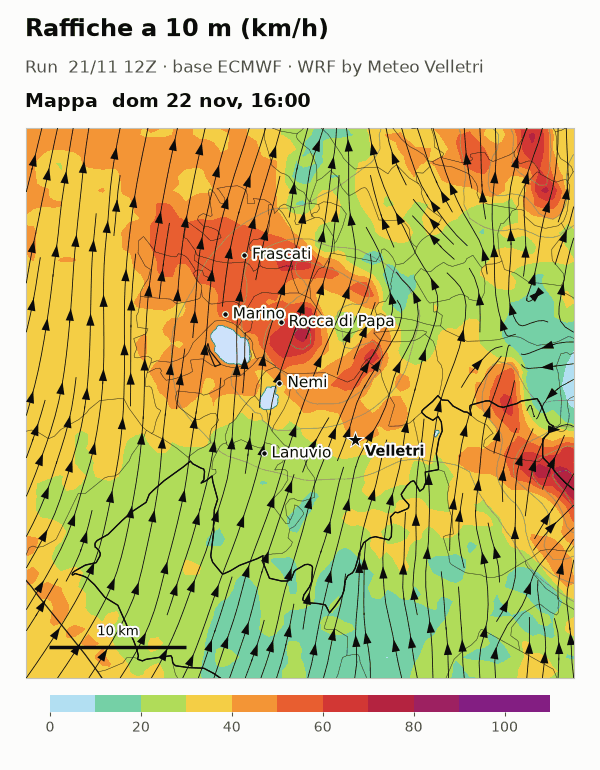 Raffiche a 10 m (km/h)
Run  21/11 12Z · base ECMWF · WRF by Meteo Velletri
Mappa  dom 22 nov, 16:00
Frascati
Marino
Rocca di Papa
Nemi
Velletri
Lanuvio
10 km
0 20 40 60 80 100